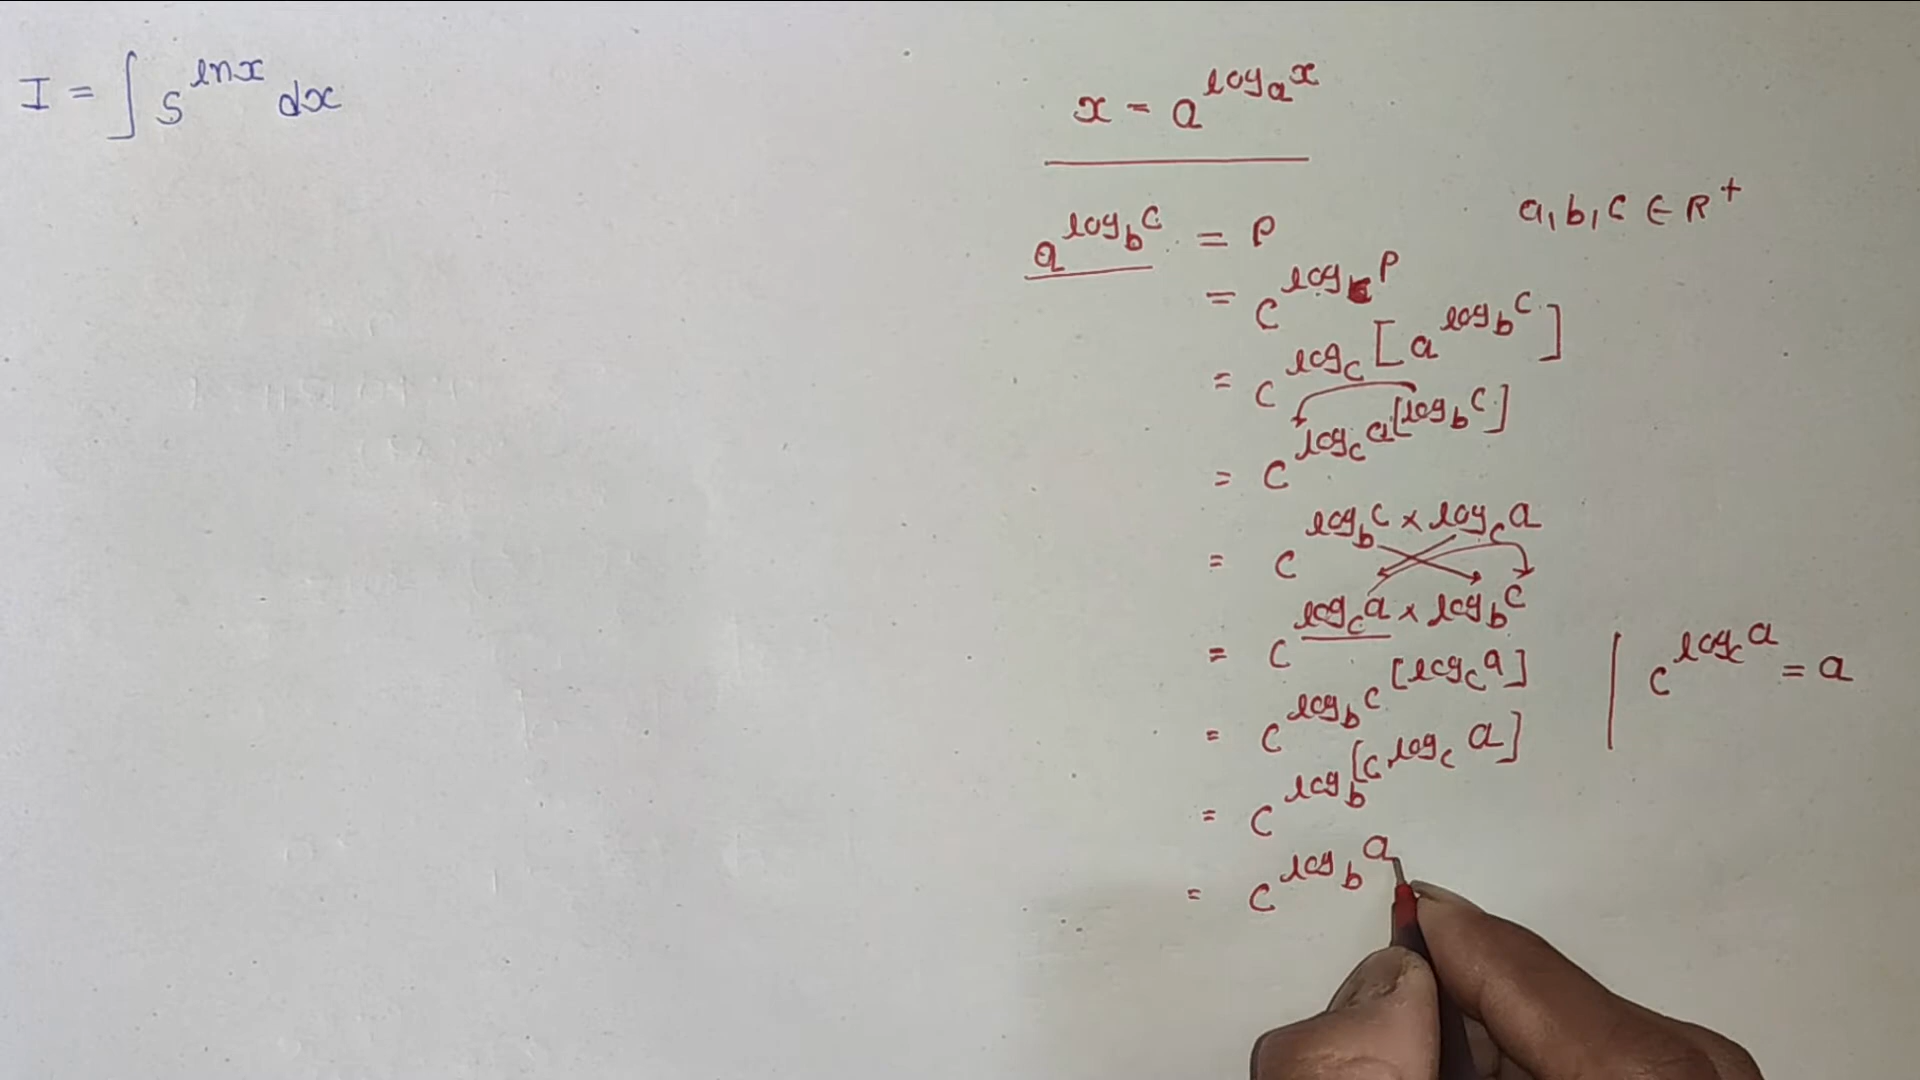 I = ∫ 5^{lnx} dx
x = a^{log_a x}
a^{log_b c} = P
a, b, c ∈ R^+
= c^{log_c P}
= c^{log_c [a^{log_b c}]}
= c^{log_c a^{[log_b c]}}
= c^{log_b c × log_c a}
= c^{log_c a × log_b c}
= c^{log_b c^{[log_c a]}}
c^{log_c a} = a
= c^{log_b [c^{log_c a}]}
= c^{log_b a}